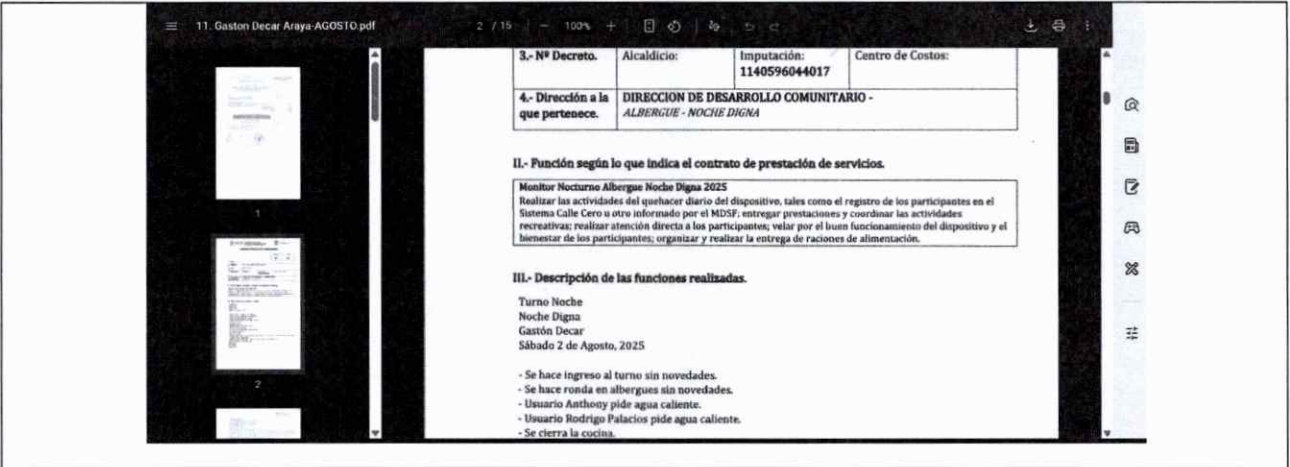 11. Gaston Decar Araya-AGOSTO.pdf
2 / 15
100%
3.- Nº Decreto.
Alcaldicio:
Imputación:
1140596044017
Centro de Costos:
4.- Dirección a la que pertenece.
DIRECCION DE DESARROLLO COMUNITARIO -
ALBERGUE - NOCHE DIGNA
II.- Función según lo que indica el contrato de prestación de servicios.
Monitor Nocturno Albergue Noche Digna 2025
Realizar las actividades del quehacer diario del dispositivo, tales como el registro de los participantes en el
Sistema Calle Cero u otro informado por el MDSF; entregar prestaciones y coordinar las actividades
recreativas; realizar atención directa a los participantes; velar por el buen funcionamiento del dispositivo y el
bienestar de los participantes; organizar y realizar la entrega de raciones de alimentación.
III.- Descripción de las funciones realizadas.
Turno Noche
Noche Digna
Gastón Decar
Sábado 2 de Agosto, 2025
- Se hace ingreso al turno sin novedades.
- Se hace ronda en albergues sin novedades.
- Usuario Anthony pide agua caliente.
- Usuario Rodrigo Palacios pide agua caliente.
- Se cierra la cocina.
1
2